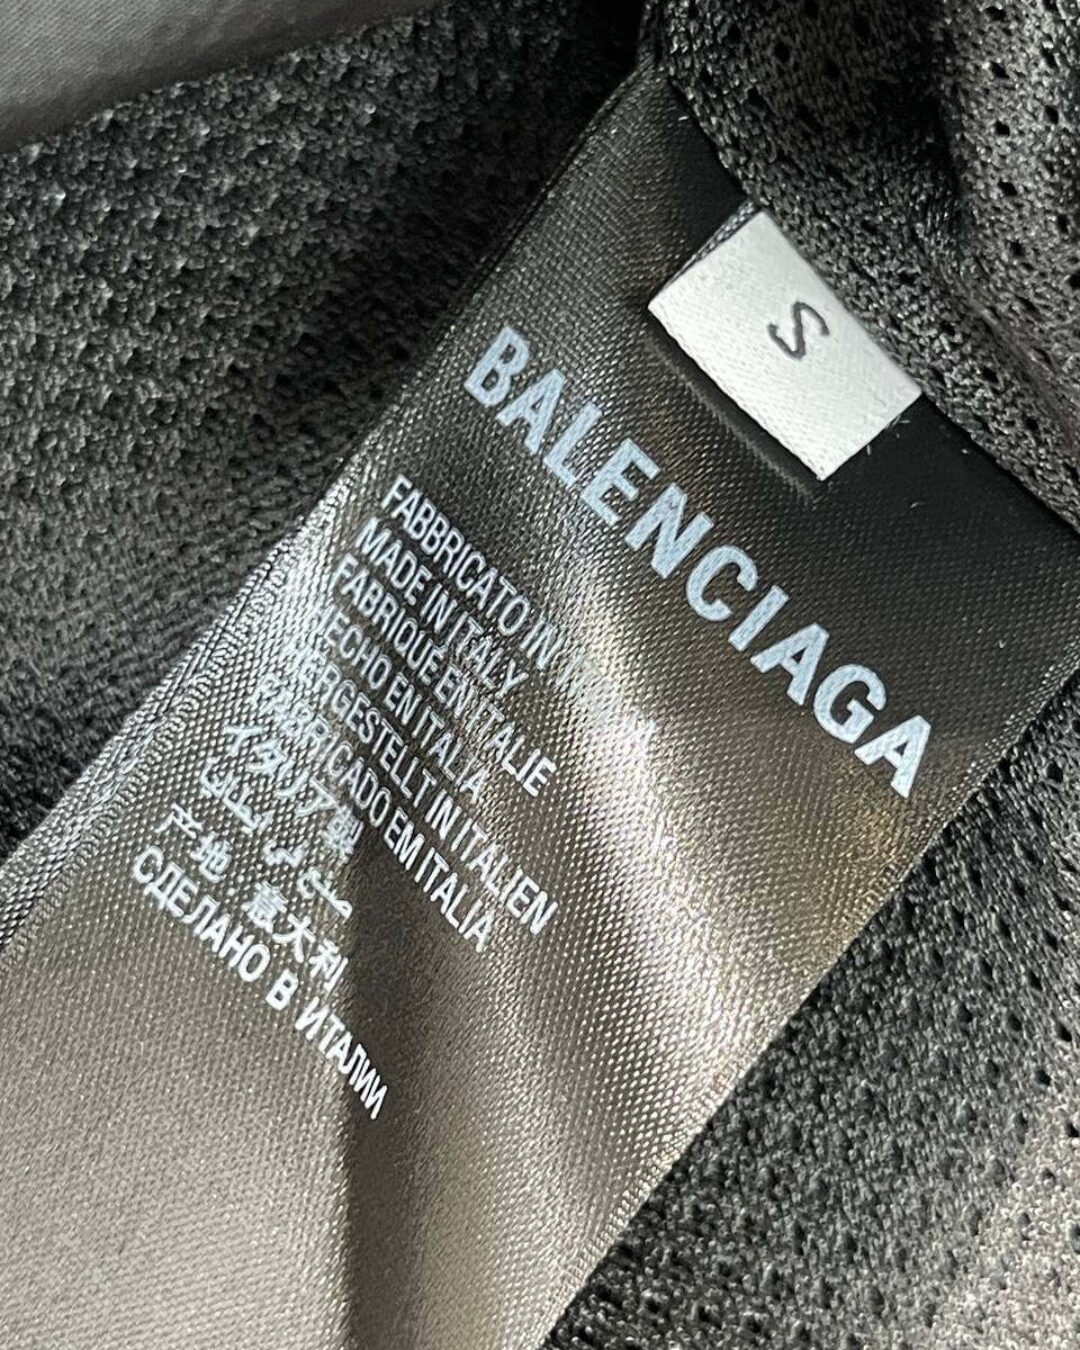 S
BALENCIAGA
FABBRICATO IN ITALIA
MADE IN ITALY
FABRIQUÉ EN ITALIE
HECHO EN ITALIA
HERGESTELLT IN ITALIEN
FABRICADO EM ITALIA
イタリア製
产地 意大利
СДЕЛАНО В ИТАЛИИ